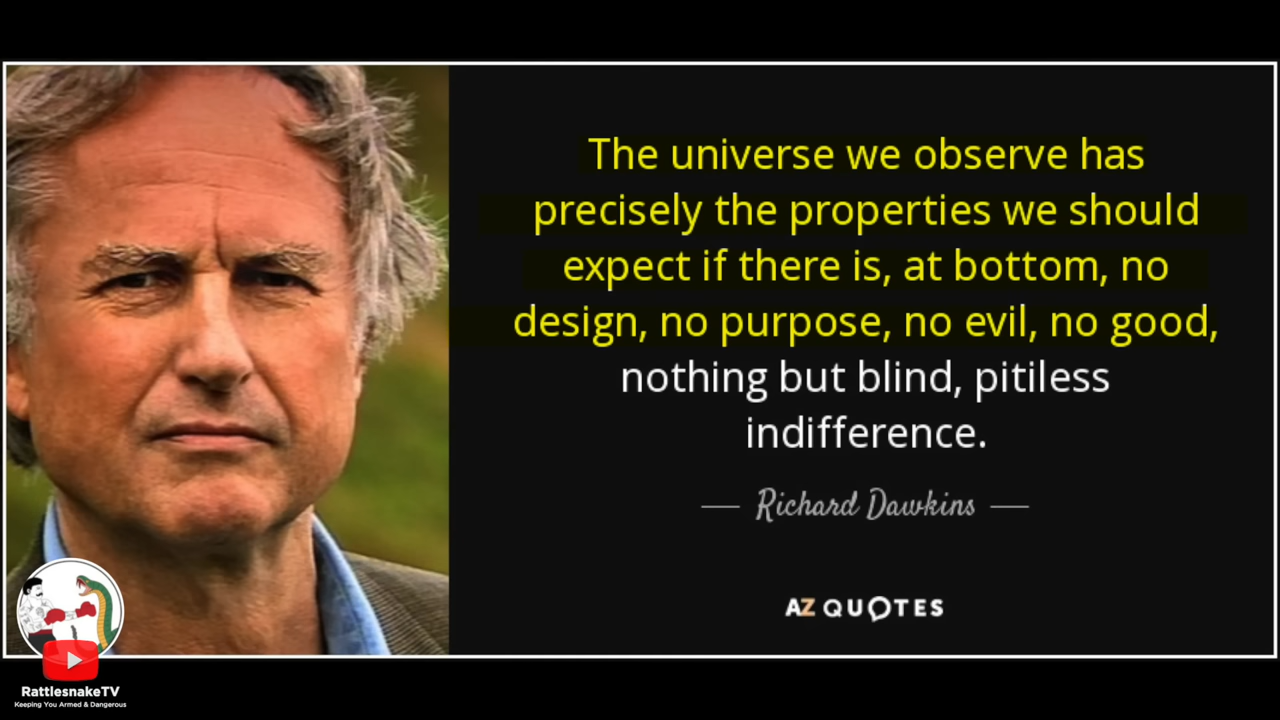 The universe we observe has
precisely the properties we should
expect if there is, at bottom, no
design, no purpose, no evil, no good,
nothing but blind, pitiless
indifference.
Richard Dawkins
AZ QUOTES
RattlesnakeTV
Keeping You Armed & Dangerous